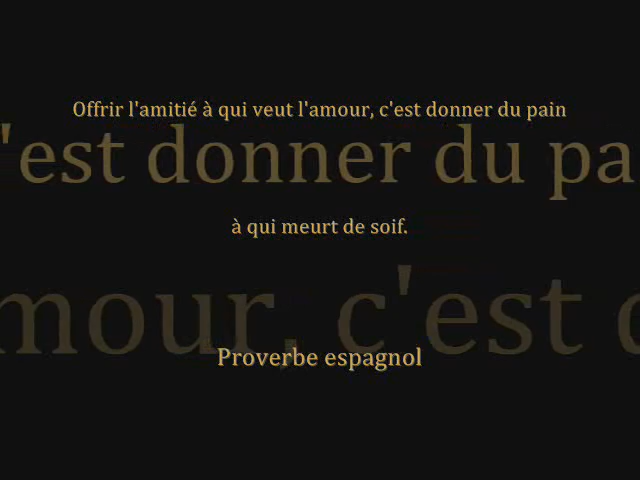 Offrir l'amitié à qui veut l'amour, c'est donner du pain
'est donner du pa
à qui meurt de soif.
mour, c'est d
Proverbe espagnol